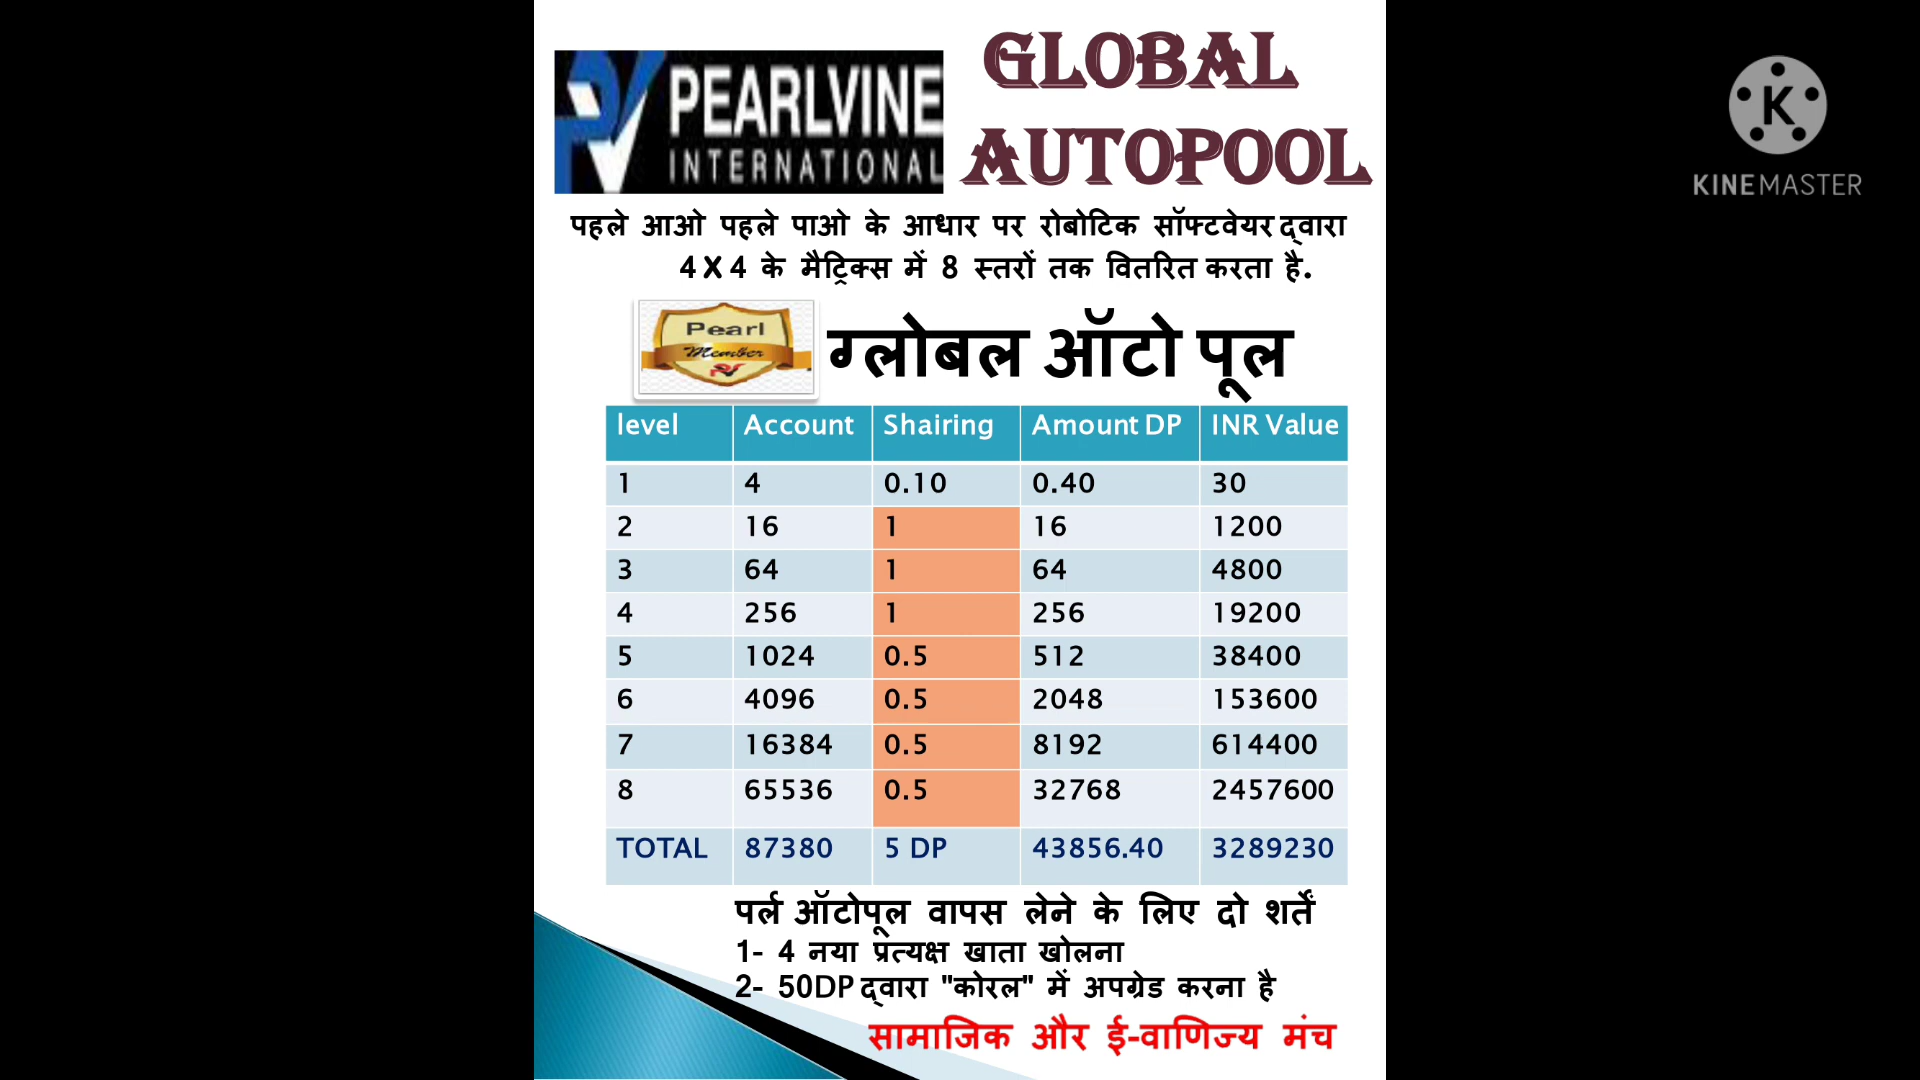 PEARLVINE
INTERNATIONAL
GLOBAL
AUTOPOOL
K
KINEMASTER
पहले आओ पहले पाओ के आधार पर रोबोटिक सॉफ्टवेयर द्वारा
4 X 4 के मैट्रिक्स में 8 स्तरों तक वितरित करता है.
Pearl
Member
ग्लोबल ऑटो पूल
level Account Shairing Amount DP INR Value
1 4 0.10 0.40 30
2 16 1 16 1200
3 64 1 64 4800
4 256 1 256 19200
5 1024 0.5 512 38400
6 4096 0.5 2048 153600
7 16384 0.5 8192 614400
8 65536 0.5 32768 2457600
TOTAL 87380 5 DP 43856.40 3289230
पर्ल ऑटोपूल वापस लेने के लिए दो शर्तें
1- 4 नया प्रत्यक्ष खाता खोलना
2- 50DP द्वारा "कोरल" में अपग्रेड करना है
सामाजिक और ई-वाणिज्य मंच